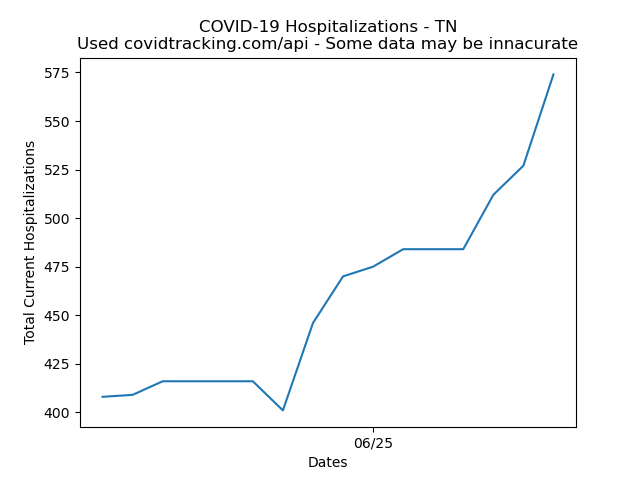 COVID-19 Hospitalizations - TN
Used covidtracking.com/api - Some data may be innacurate
575
550
525
500
475
450
425
400
Total Current Hospitalizations
06/25
Dates